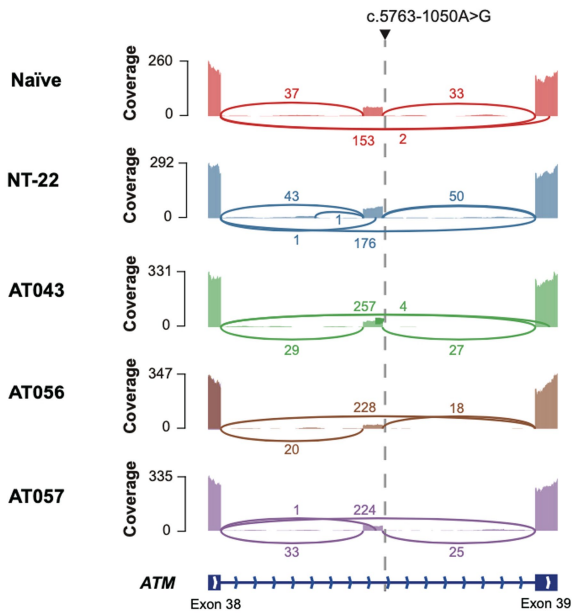 c.5763-1050A>G
Naïve
Coverage
260
0
37
33
153
2
NT-22
Coverage
292
0
43
50
1
1
176
AT043
Coverage
331
0
257
4
29
27
AT056
Coverage
347
0
228
18
20
AT057
Coverage
335
0
1
224
33
25
ATM
Exon 38
Exon 39